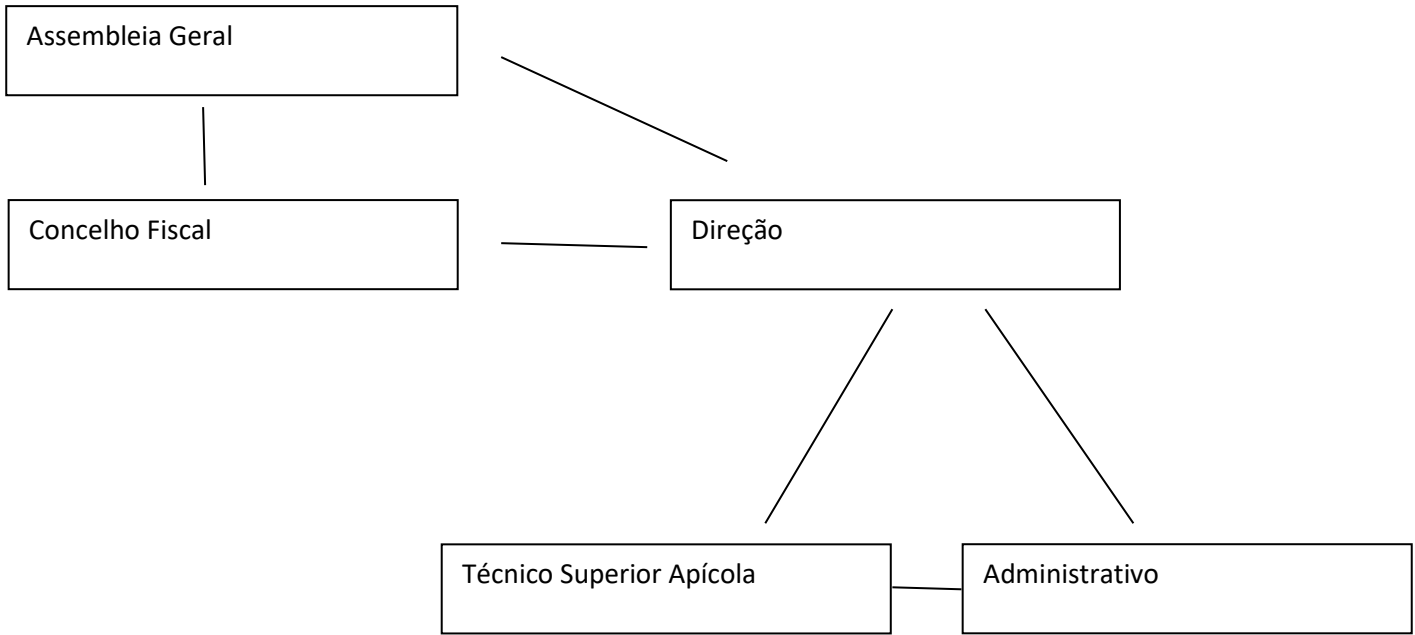 Assembleia Geral
Concelho Fiscal
Direção
Técnico Superior Apícola
Administrativo